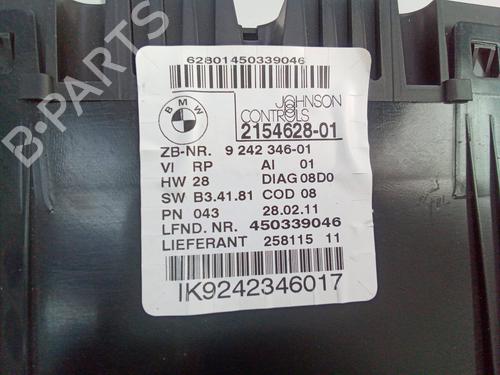 B-PARTS
62801450339046
BMW
JOHNSON
CONTROLS
2154628-01
ZB-NR. 9 242 346-01
VI RP AI 01
HW 28 DIAG 08D0
SW B3.41.81 COD 08
PN 043 28.02.11
LFND. NR. 450339046
LIEFERANT 258115 11
IK9242346017